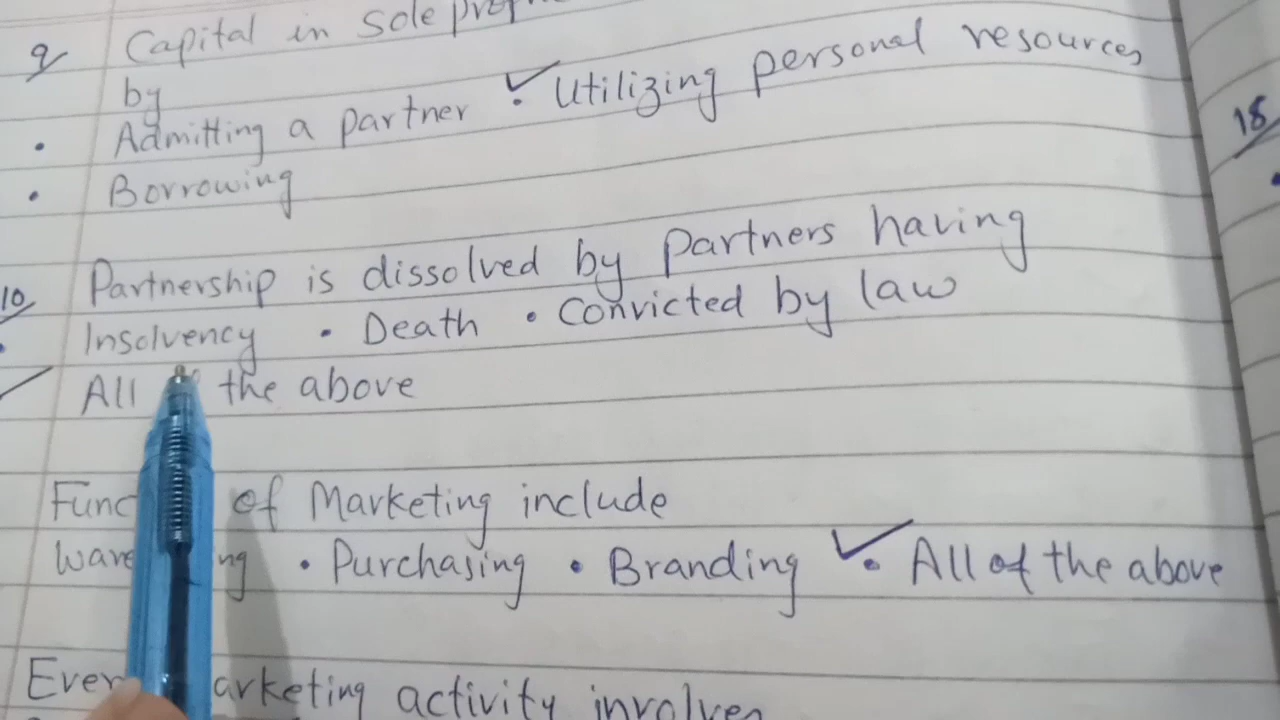 9 Capital in Sole
by
• Admitting a partner • Utilizing personal resources
• Borrowing
18
10 Partnership is dissolved by partners having
• Insolvency • Death • Convicted by law
All the above
of Marketing include
• Purchasing • Branding • All of the above
activity involves